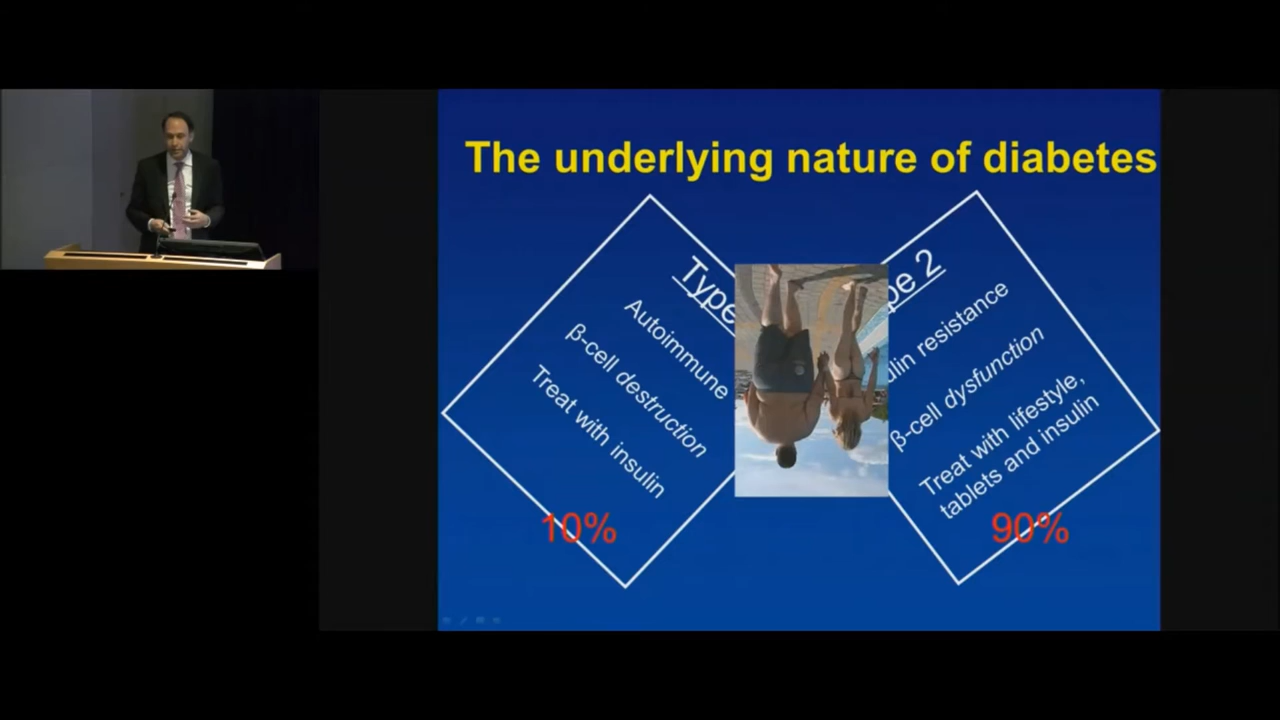 The underlying nature of diabetes
Type
Autoimmune
β-cell destruction
Treat with insulin
10%
pe 2
lin resistance
β-cell dysfunction
Treat with lifestyle,
tablets and insulin
90%